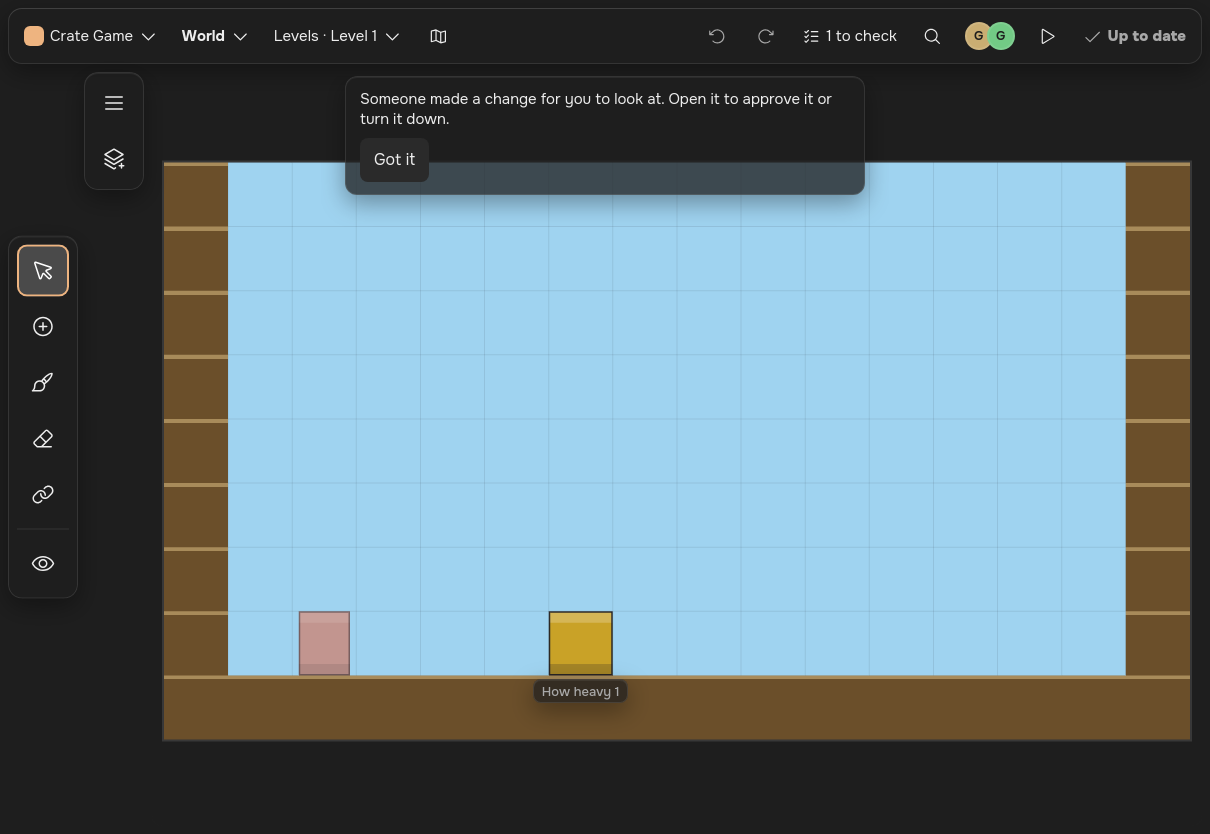 Crate Game
World
Levels · Level 1
1 to check
G
G
Up to date
Someone made a change for you to look at. Open it to approve it or
turn it down.
Got it
How heavy 1